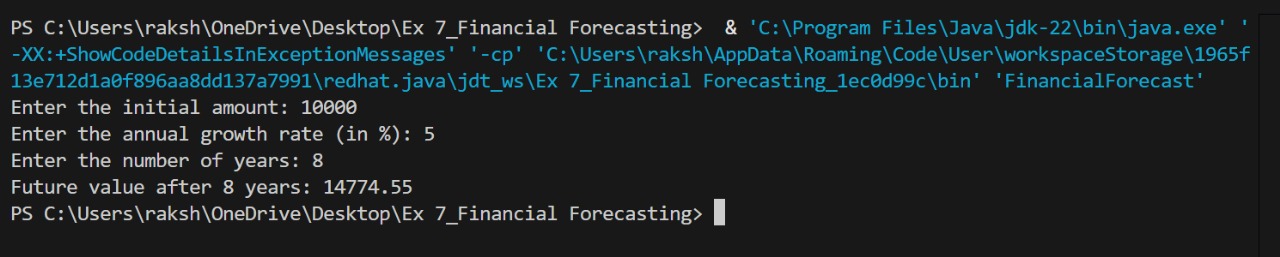 PS C:\Users\raksh\OneDrive\Desktop\Ex 7_Financial Forecasting>  & 'C:\Program Files\Java\jdk-22\bin\java.exe' '
-XX:+ShowCodeDetailsInExceptionMessages' '-cp' 'C:\Users\raksh\AppData\Roaming\Code\User\workspaceStorage\1965f
13e712d1a0f896aa8dd137a7991\redhat.java\jdt_ws\Ex 7_Financial Forecasting_1ec0d99c\bin' 'FinancialForecast'
Enter the initial amount: 10000
Enter the annual growth rate (in %): 5
Enter the number of years: 8
Future value after 8 years: 14774.55
PS C:\Users\raksh\OneDrive\Desktop\Ex 7_Financial Forecasting>